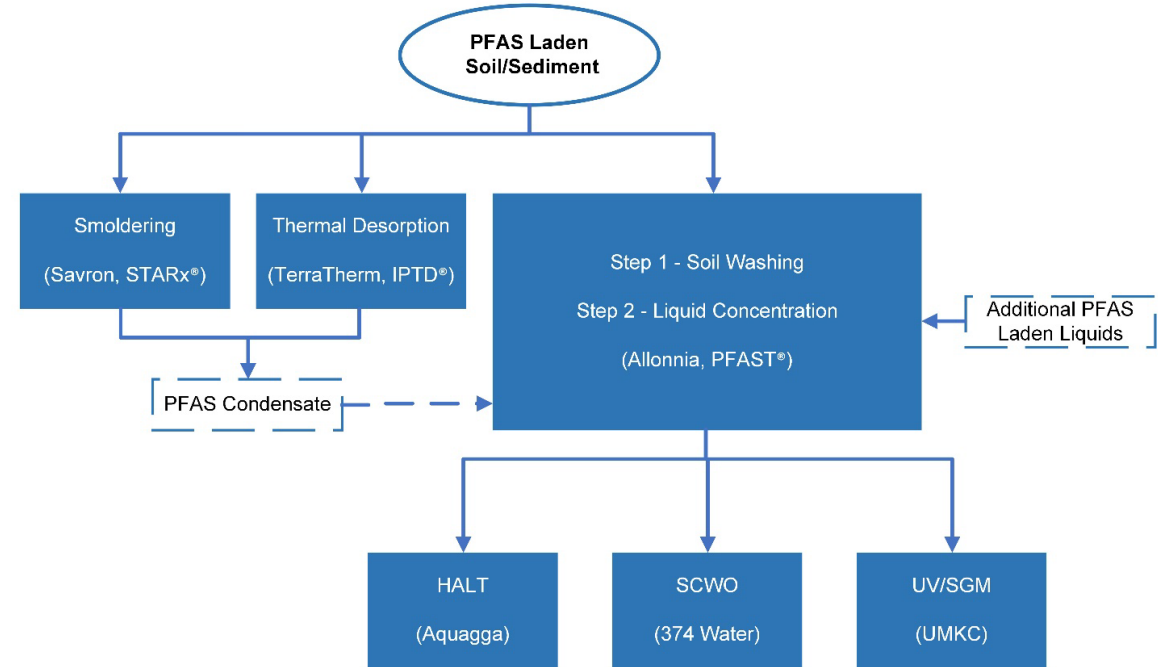 PFAS Laden
Soil/Sediment
Smoldering
(Savron, STARx®)
Thermal Desorption
(TerraTherm, IPTD®)
Step 1 - Soil Washing
Step 2 - Liquid Concentration
(Allonnia, PFAST®)
Additional PFAS
Laden Liquids
PFAS Condensate
HALT
(Aquagga)
SCWO
(374 Water)
UV/SGM
(UMKC)